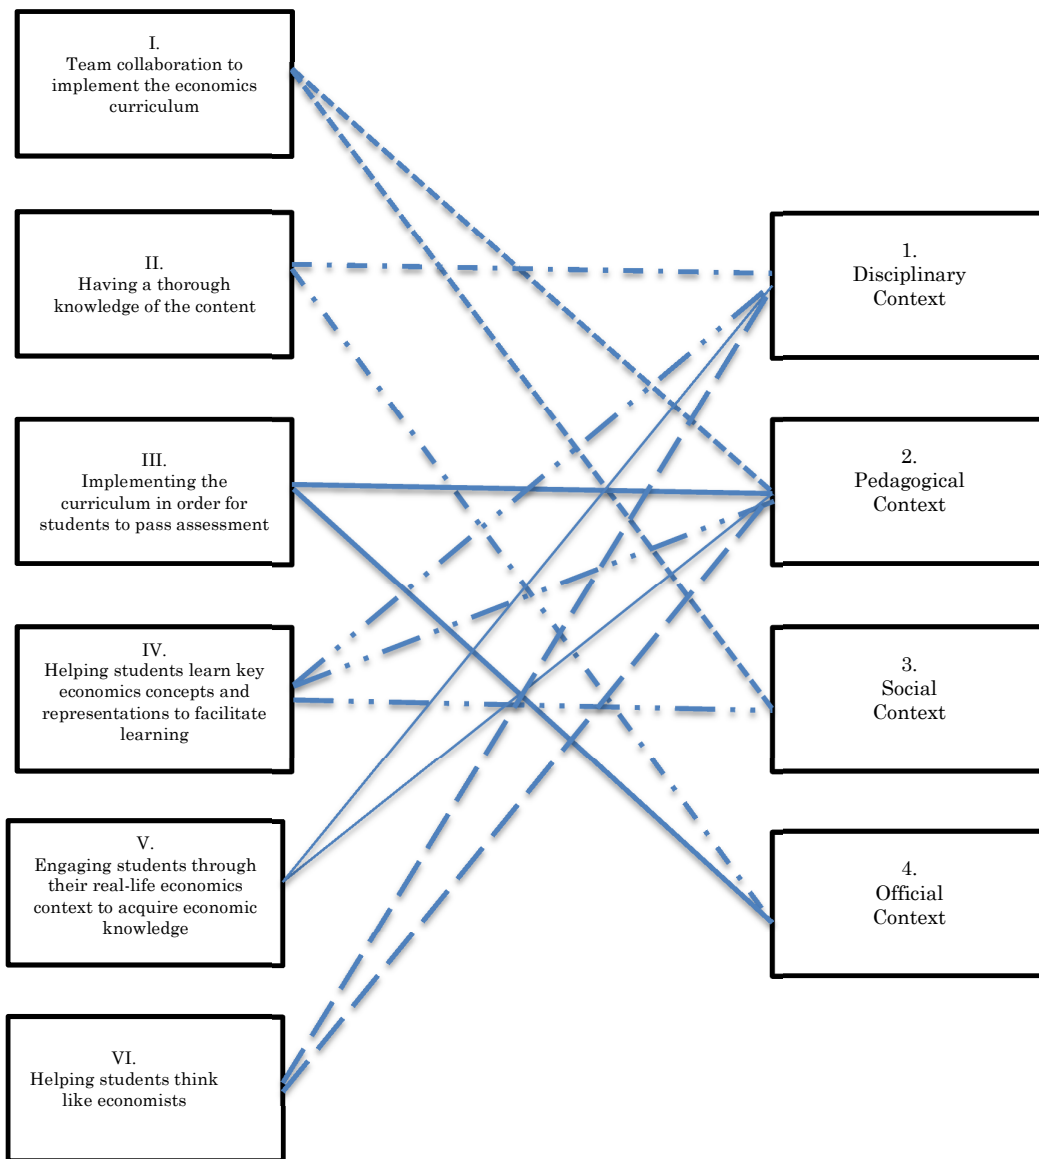 I.
Team collaboration to
implement the economics
curriculum
II.
Having a thorough
knowledge of the content
III.
Implementing the
curriculum in order for
students to pass assessment
IV.
Helping students learn key
economics concepts and
representations to facilitate
learning
V.
Engaging students through
their real-life economics
context to acquire economic
knowledge
VI.
Helping students think
like economists
1.
Disciplinary
Context
2.
Pedagogical
Context
3.
Social
Context
4.
Official
Context